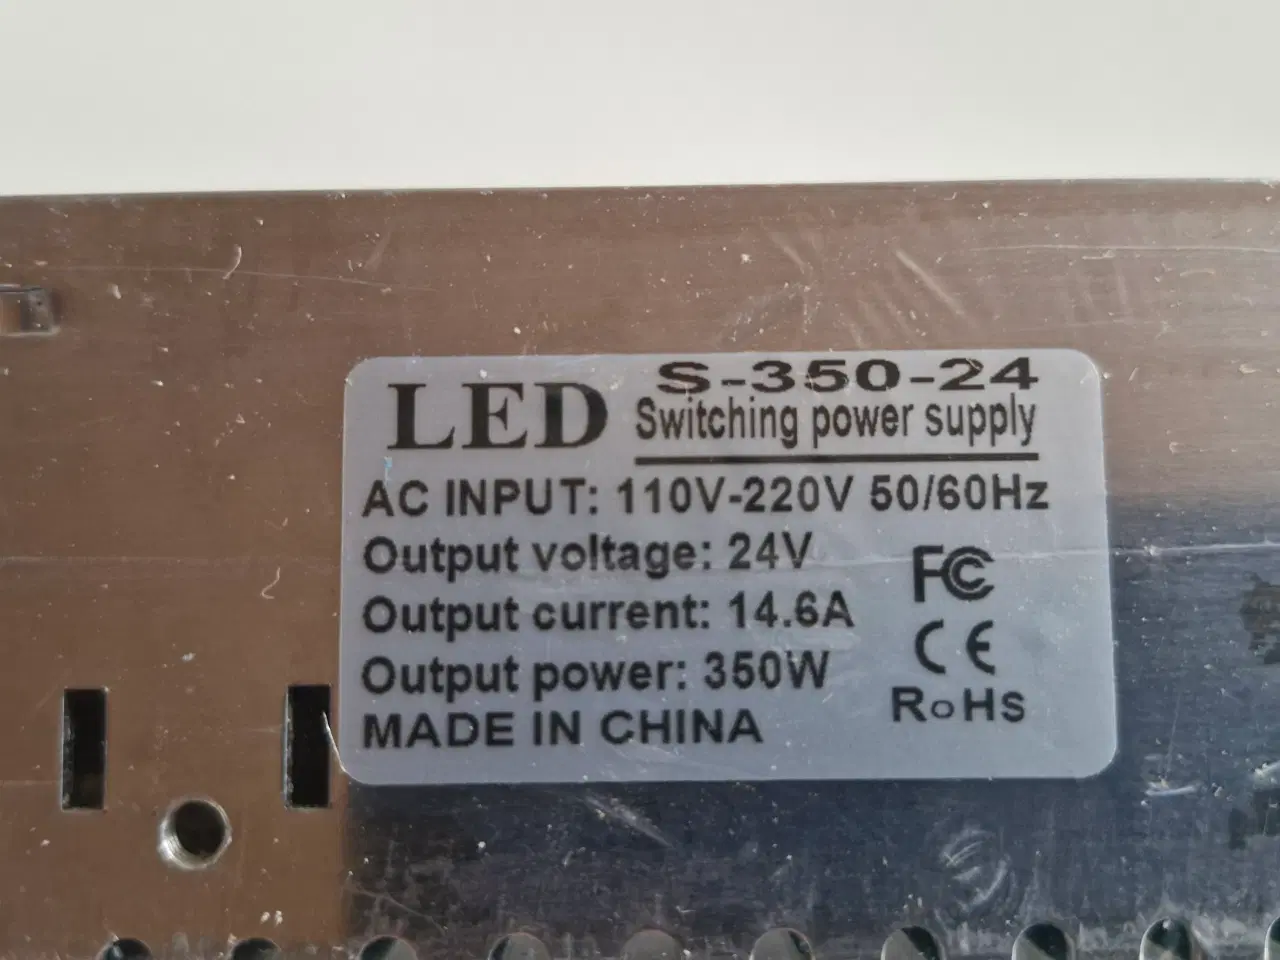 LED S-350-24
Switching power supply
AC INPUT: 110V-220V 50/60Hz
Output voltage: 24V
Output current: 14.6A
Output power: 350W
MADE IN CHINA
FC
CE
RoHs